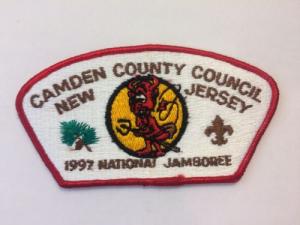 CAMDEN COUNTY COUNCIL
NEW JERSEY
1997 NATIONAL JAMBOREE